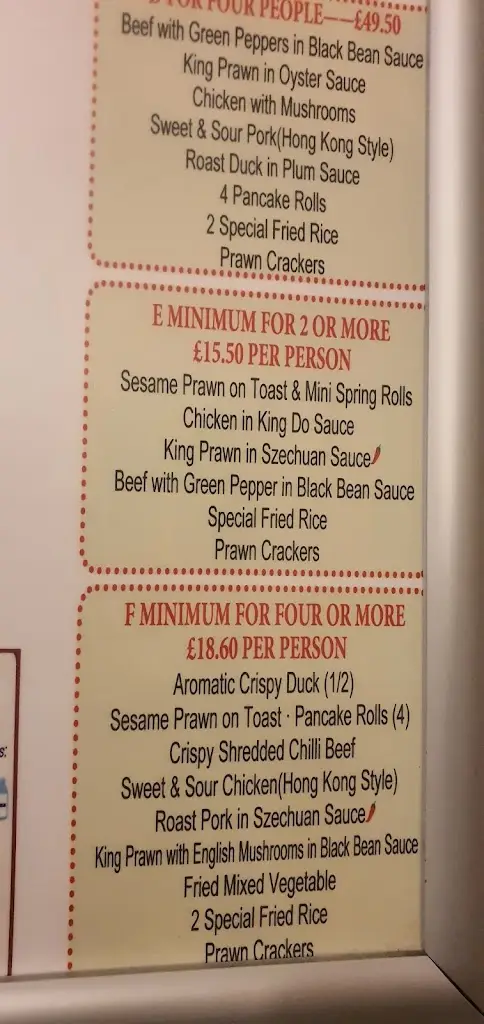 FOR FOUR PEOPLE——£49.50
Beef with Green Peppers in Black Bean Sauce
King Prawn in Oyster Sauce
Chicken with Mushrooms
Sweet & Sour Pork(Hong Kong Style)
Roast Duck in Plum Sauce
4 Pancake Rolls
2 Special Fried Rice
Prawn Crackers
E MINIMUM FOR 2 OR MORE
£15.50 PER PERSON
Sesame Prawn on Toast & Mini Spring Rolls
Chicken in King Do Sauce
King Prawn in Szechuan Sauce
Beef with Green Pepper in Black Bean Sauce
Special Fried Rice
Prawn Crackers
F MINIMUM FOR FOUR OR MORE
£18.60 PER PERSON
Aromatic Crispy Duck (1/2)
Sesame Prawn on Toast · Pancake Rolls (4)
Crispy Shredded Chilli Beef
Sweet & Sour Chicken(Hong Kong Style)
Roast Pork in Szechuan Sauce
King Prawn with English Mushrooms in Black Bean Sauce
Fried Mixed Vegetable
2 Special Fried Rice
Prawn Crackers